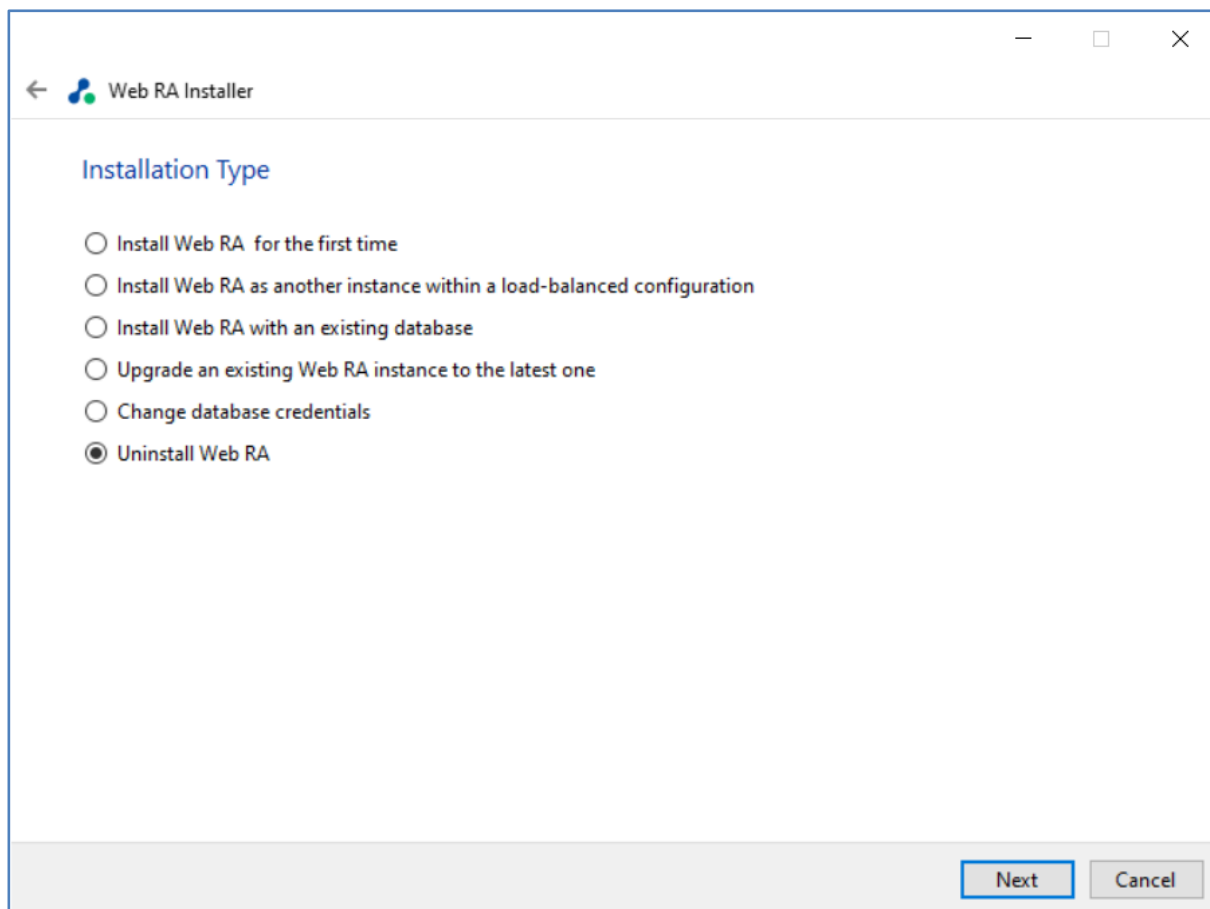 Web RA Installer
Installation Type
Install Web RA  for the first time
Install Web RA as another instance within a load-balanced configuration
Install Web RA with an existing database
Upgrade an existing Web RA instance to the latest one
Change database credentials
Uninstall Web RA
Next
Cancel